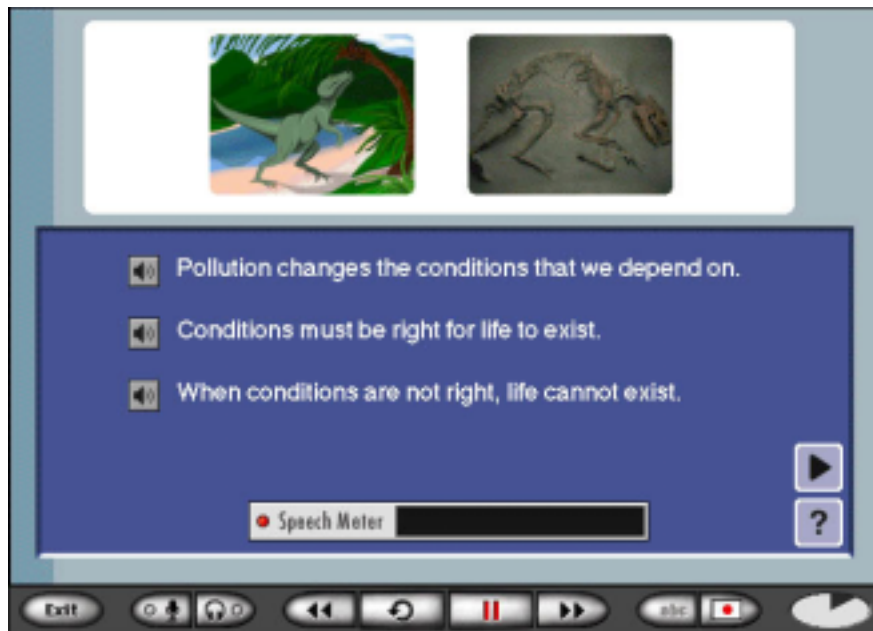 Pollution changes the conditions that we depend on.
Conditions must be right for life to exist.
When conditions are not right, life cannot exist.
Speech Meter
?
Exit
abc